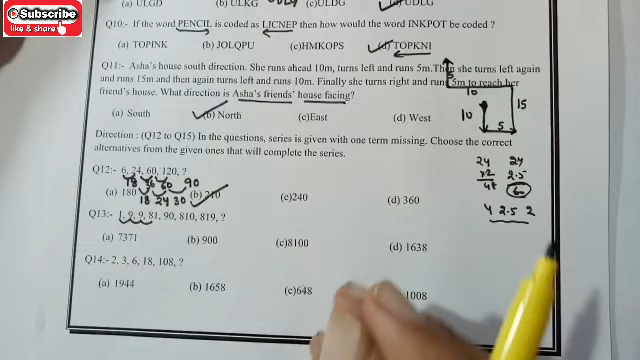 (a) ULGD (b) ULKG (c) ULDG UDLG
Q10:- If the word PENCIL is coded as LICNEP then how would the word INKPOT be coded ?
(a) TOPINK (b) JOLQPU (c)HMKOPS (d) TOPKNI
Q11:- Asha's house south direction. She runs ahead 10m, turns left and runs 5m.Then she turns left again
and runs 15m and then again turn left and runs 10m. Finally she turns right and runs 5m to reach her
friend's house. What direction is Asha's friends' house facing?
(a) South (b) North (c)East (d) West
5
10
10
15
5
Direction : (Q12 to Q15) In the questions, series is given with one term missing. Choose the correct
alternatives from the given ones that will complete the series.
Q12:- 6, 24, 60, 120, ?
18 36 60 90
(a) 180 (b) 210 (c)240 (d) 360
18 24 30
24 24
2.5
48 60
4 2.5 2
Q13:- 1, 9, 9, 81, 90, 810, 819, ?
(a) 7371 (b) 900 (c)8100 (d) 1638
Q14:- 2, 3, 6, 18, 108, ?
(a) 1944 (b) 1658 (c)648 1008
SUBSCRIBE
like & share